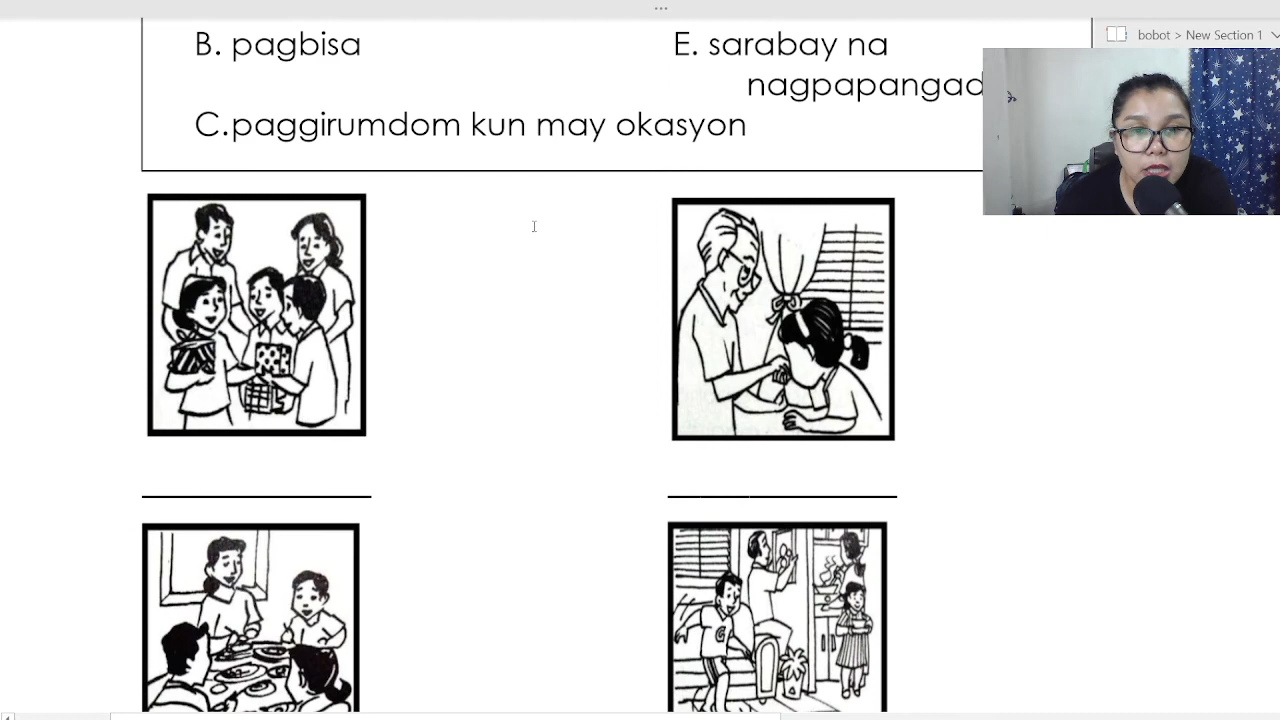 bobot > New Section 1
B. pagbisa
E. sarabay na
nagpapangad
C.paggirumdom kun may okasyon